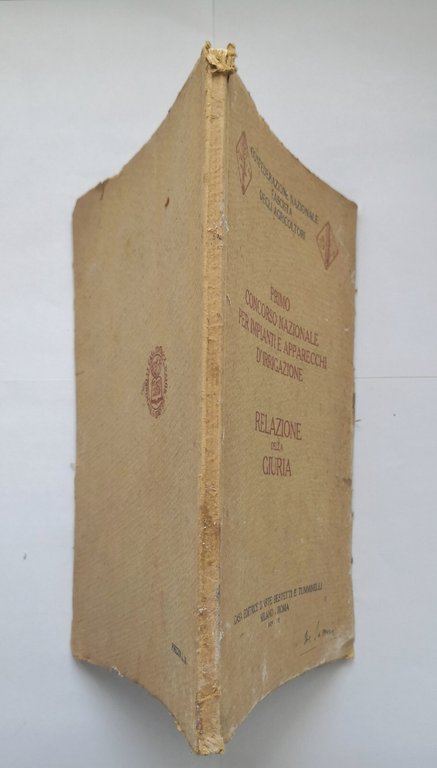 CONFEDERAZIONE NAZIONALE
FASCISTA
DEGLI AGRICOLTORI
PRIMO
CONCORSO NAZIONALE
PER IMPIANTI E APPARECCHI
D'IRRIGAZIONE
RELAZIONE
DELLA
GIURIA
CASA EDITRICE D'ARTE BESTETTI E TUMMINELLI
MILANO - ROMA
PREZZO L.